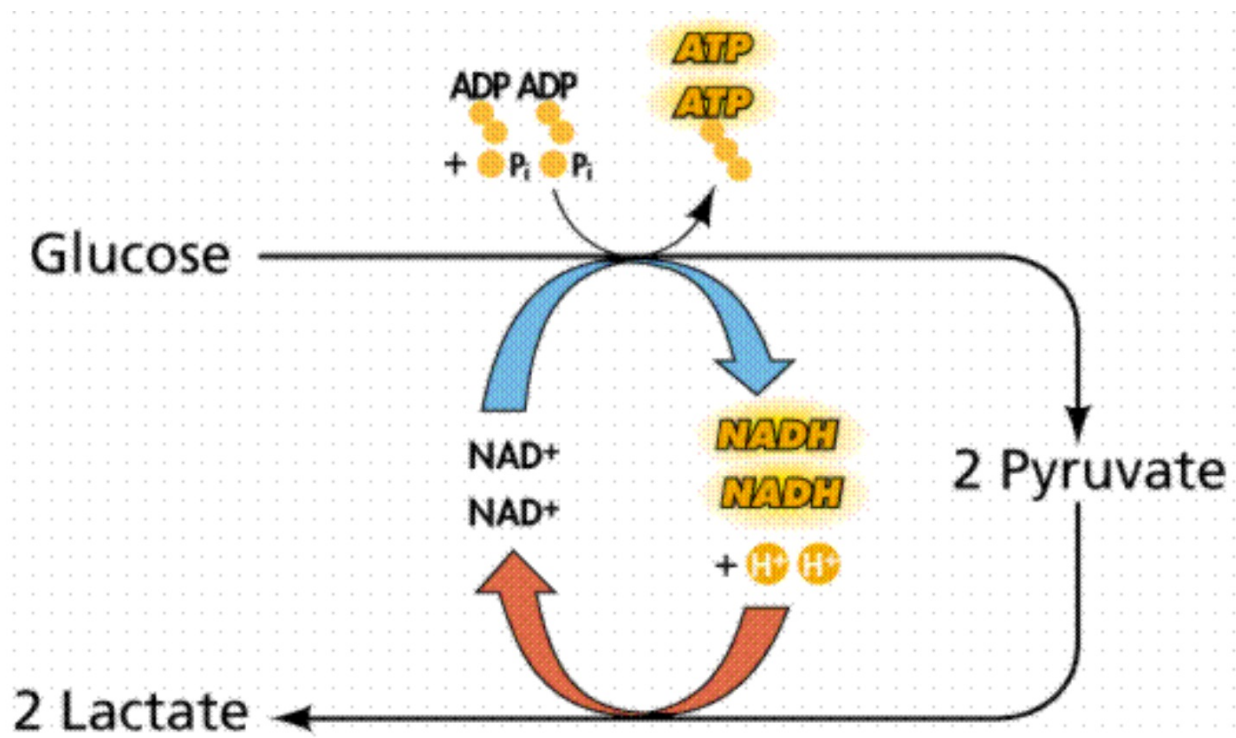 ATP
ATP
ADP ADP
+ Pi Pi
Glucose
NAD+
NAD+
NADH
NADH
+ H+ H+
2 Pyruvate
2 Lactate